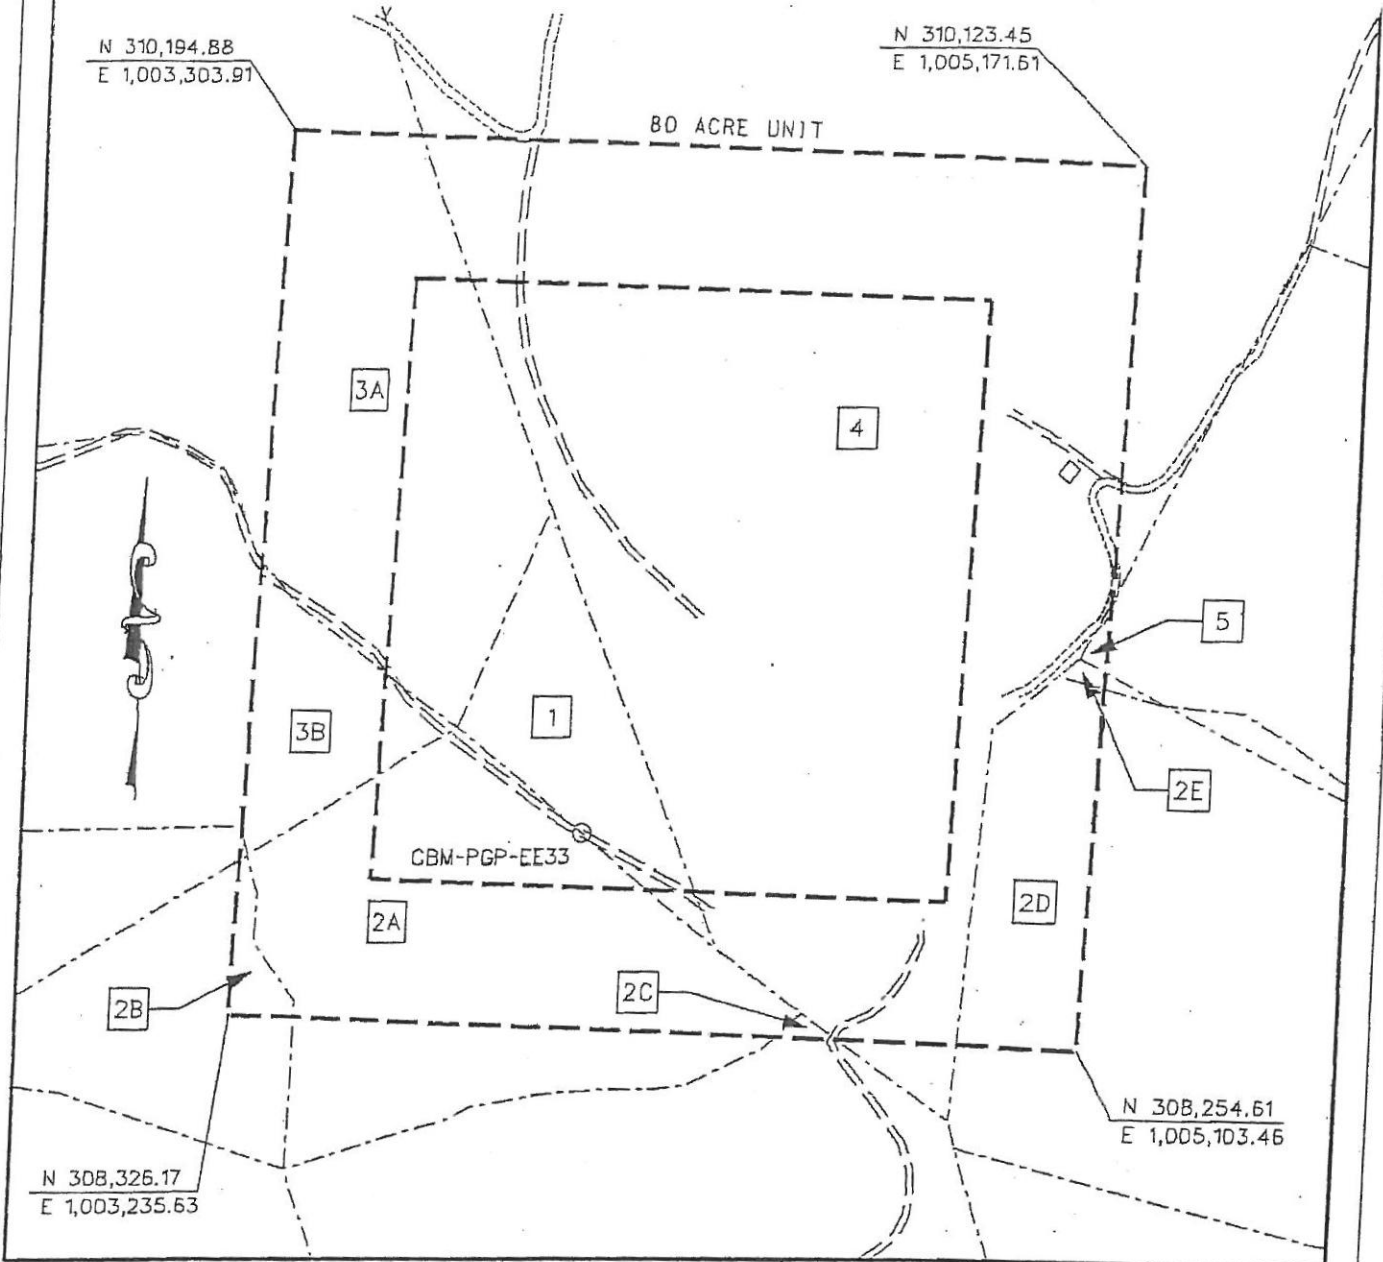 N 310,194.88
E 1,003,303.91
N 310,123.45
E 1,005,171.61
80 ACRE UNIT
3A
4
5
1
3B
2E
CBM-PGP-EE33
2D
2A
2C
2B
N 308,254.61
E 1,005,103.46
N 308,326.17
E 1,003,235.63